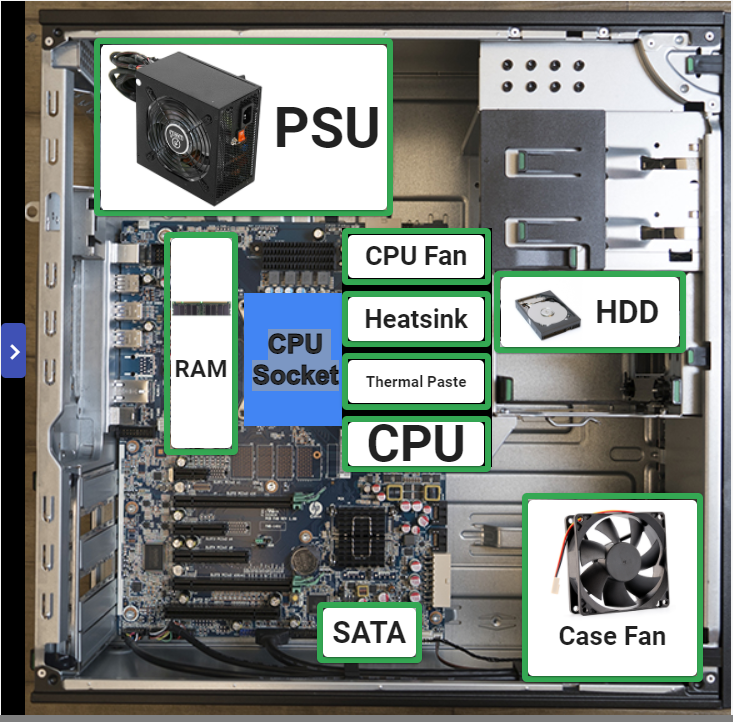 PSU
CPU Fan
Heatsink
HDD
CPU
Socket
RAM
Thermal Paste
CPU
SATA
Case Fan